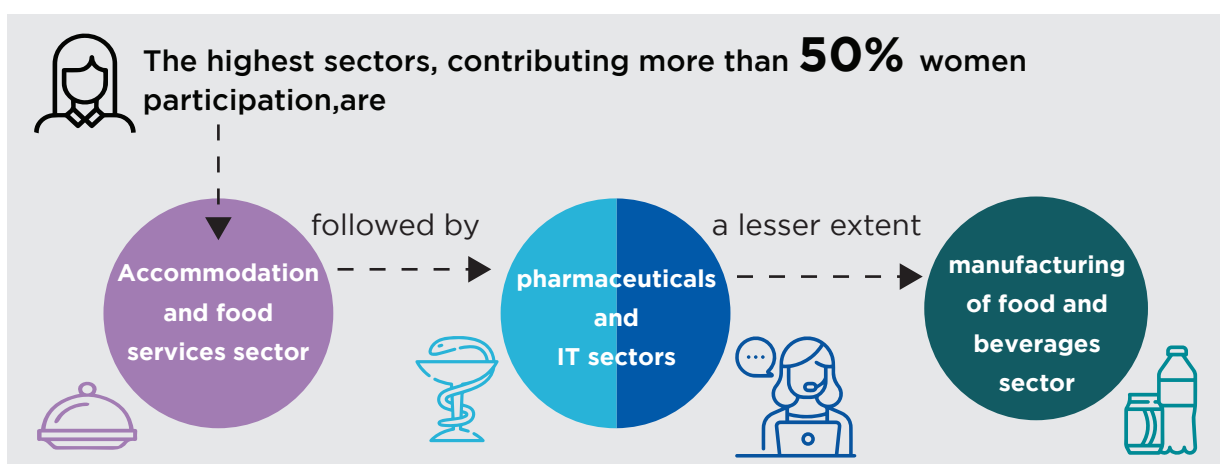 The highest sectors, contributing more than 50% women
participation,are
followed by
a lesser extent
Accommodation
and food
services sector
pharmaceuticals
and
IT sectors
manufacturing
of food and
beverages
sector